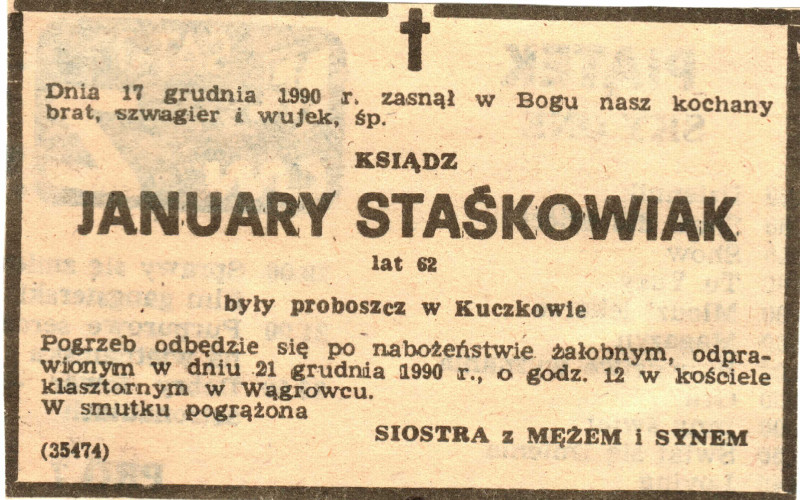 Dnia 17 grudnia 1990 r. zasnął w Bogu nasz kochany
brat, szwagier i wujek, śp.
KSIĄDZ
JANUARY STAŚKOWIAK
lat 62
były proboszcz w Kuczkowie
Pogrzeb odbędzie się po nabożeństwie żałobnym, odpra-
wionym w dniu 21 grudnia 1990 r., o godz. 12 w kościele
klasztornym w Wągrowcu.
W smutku pogrążona
SIOSTRA z MĘŻEM i SYNEM
(35474)